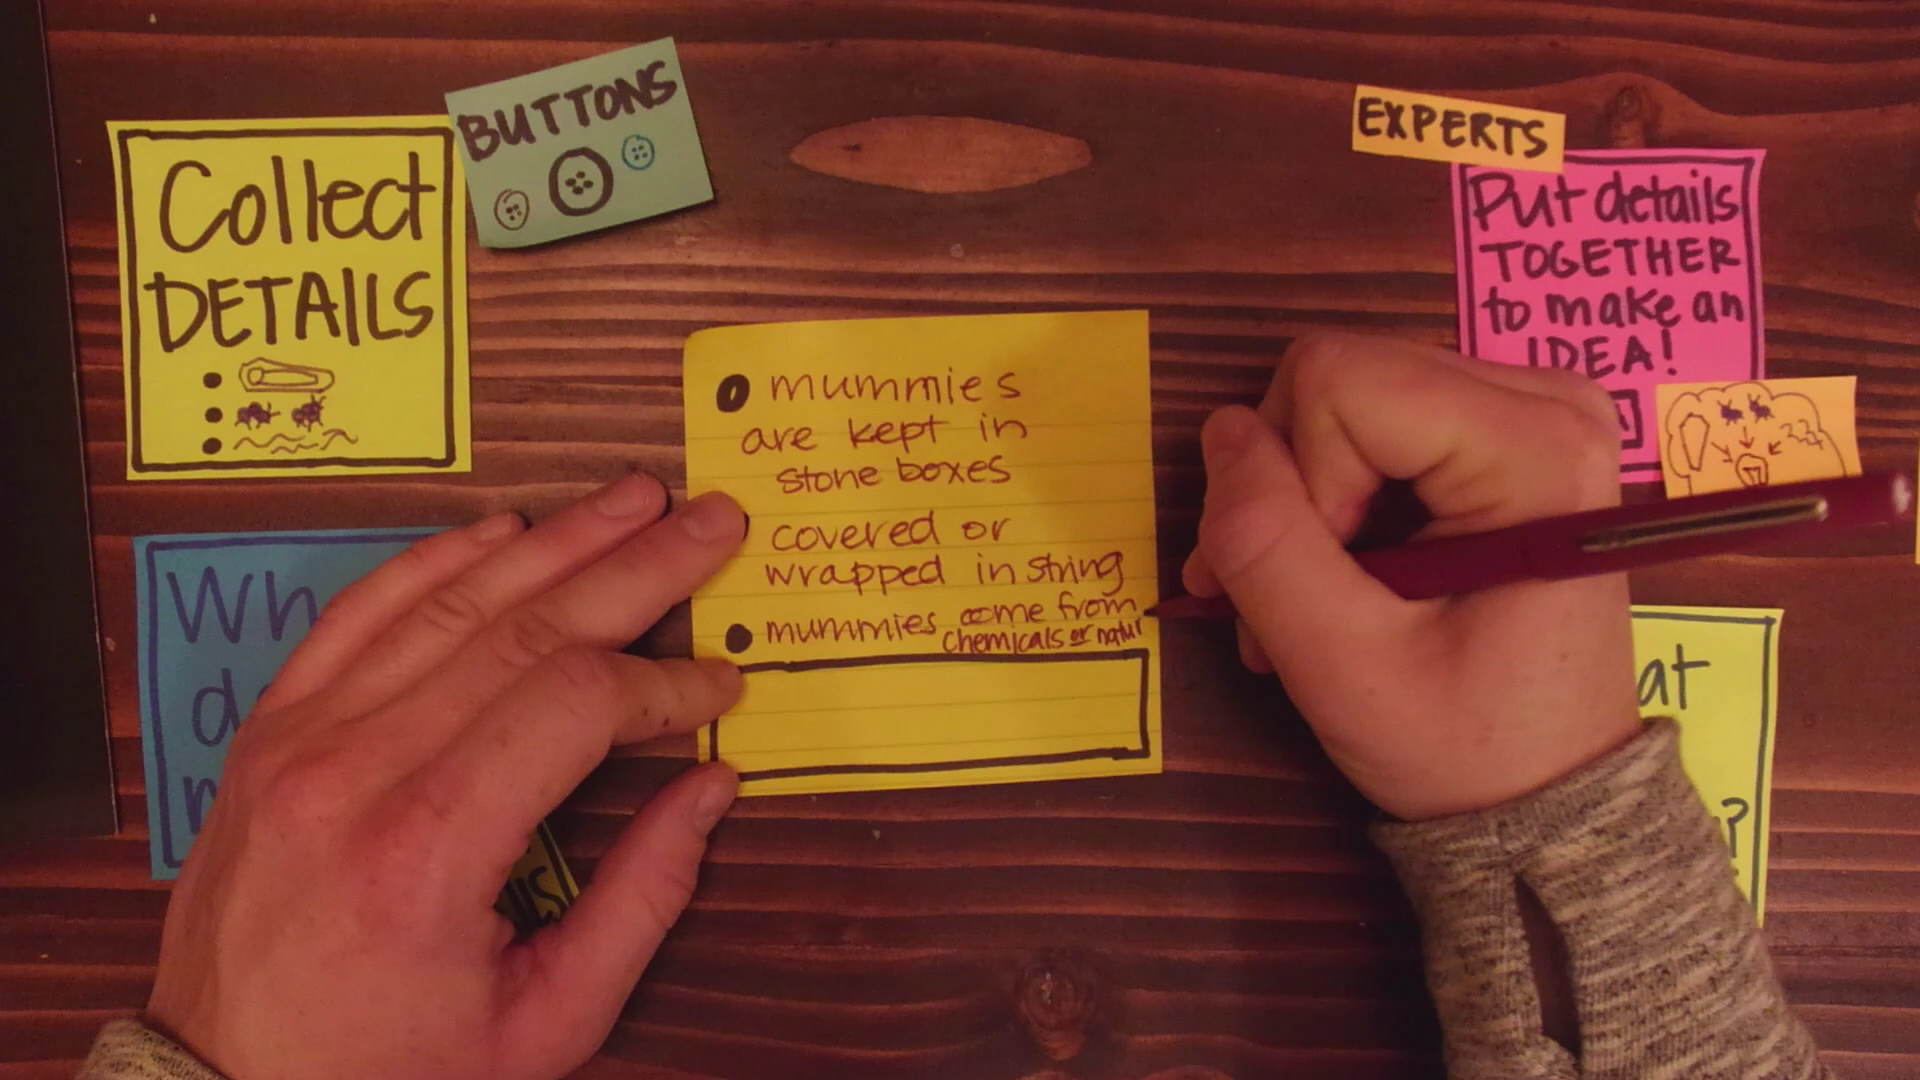 Collect
DETAILS
BUTTONS
EXPERTS
Put details
TOGETHER
to make an
IDEA!
mummies
are kept in
stone boxes
covered or
wrapped in string
mummies come from
chemicals or natur